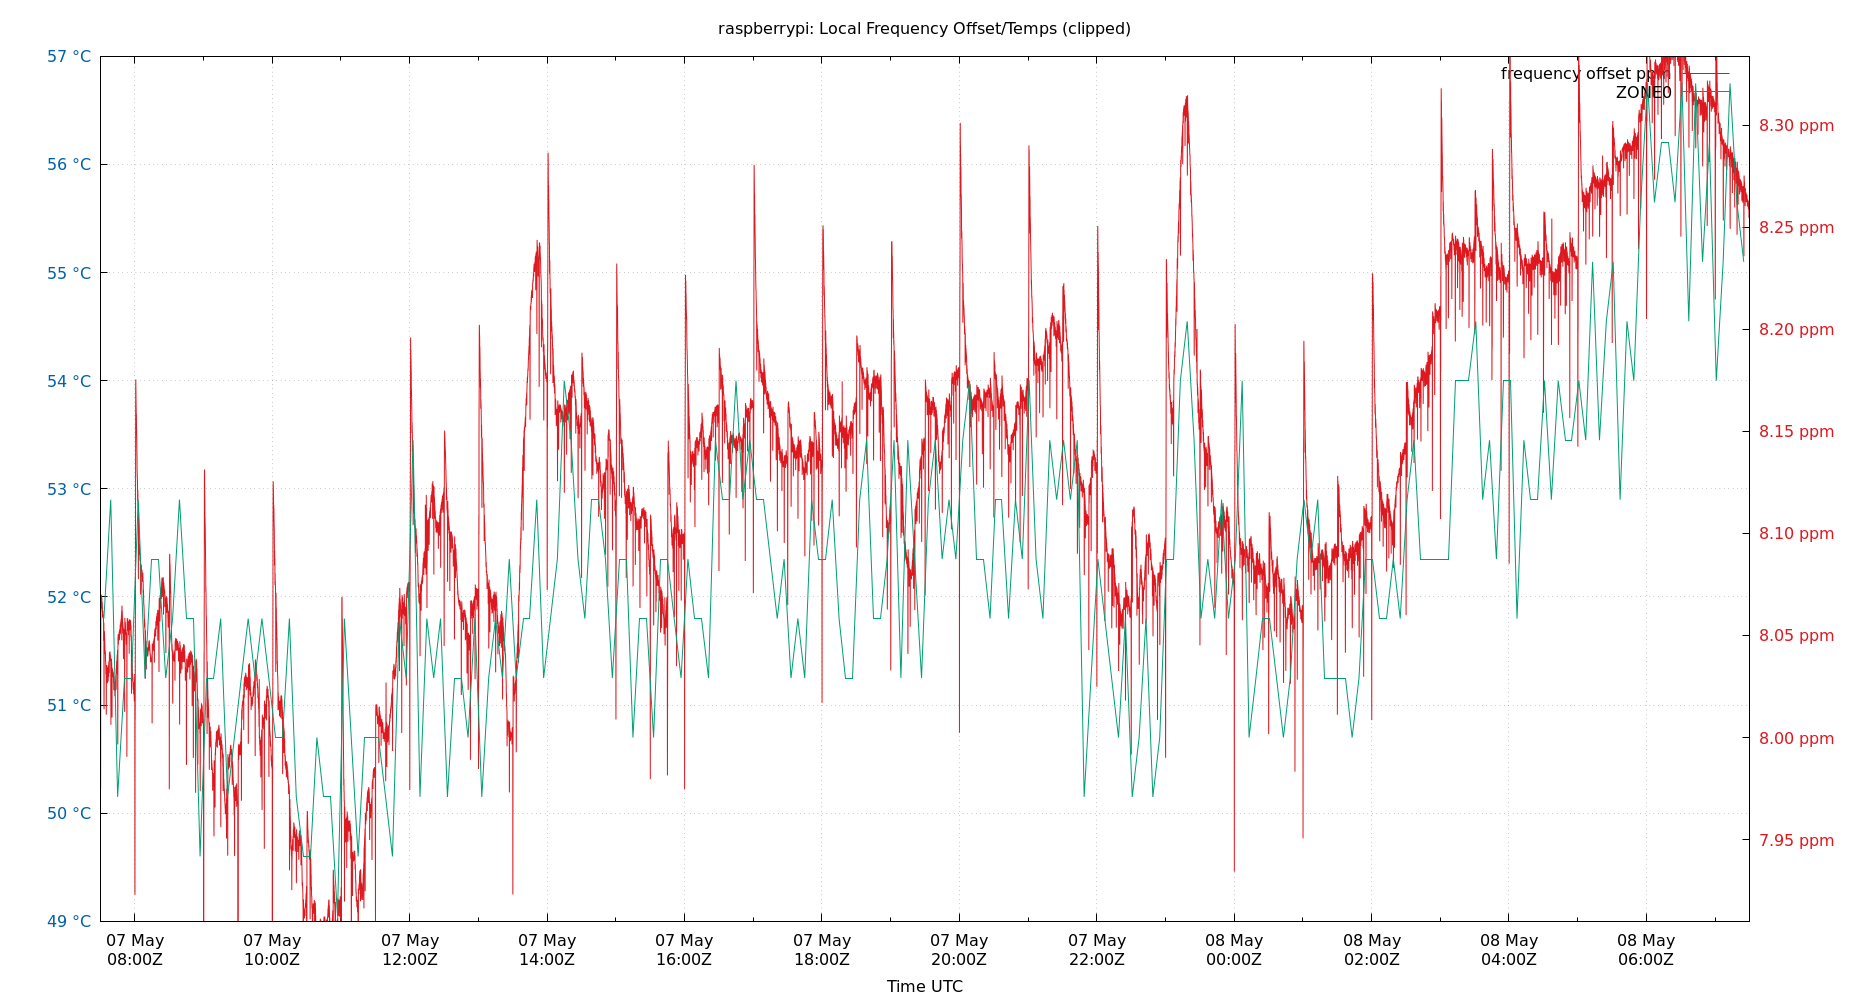 raspberrypi: Local Frequency Offset/Temps (clipped)
57 °C
56 °C
55 °C
54 °C
53 °C
52 °C
51 °C
50 °C
49 °C
frequency offset ppm
ZONE0
8.30 ppm
8.25 ppm
8.20 ppm
8.15 ppm
8.10 ppm
8.05 ppm
8.00 ppm
7.95 ppm
07 May 07 May 07 May 07 May 07 May 07 May 07 May 07 May 08 May 08 May 08 May 08 May
08:00Z 10:00Z 12:00Z 14:00Z 16:00Z 18:00Z 20:00Z 22:00Z 00:00Z 02:00Z 04:00Z 06:00Z
Time UTC